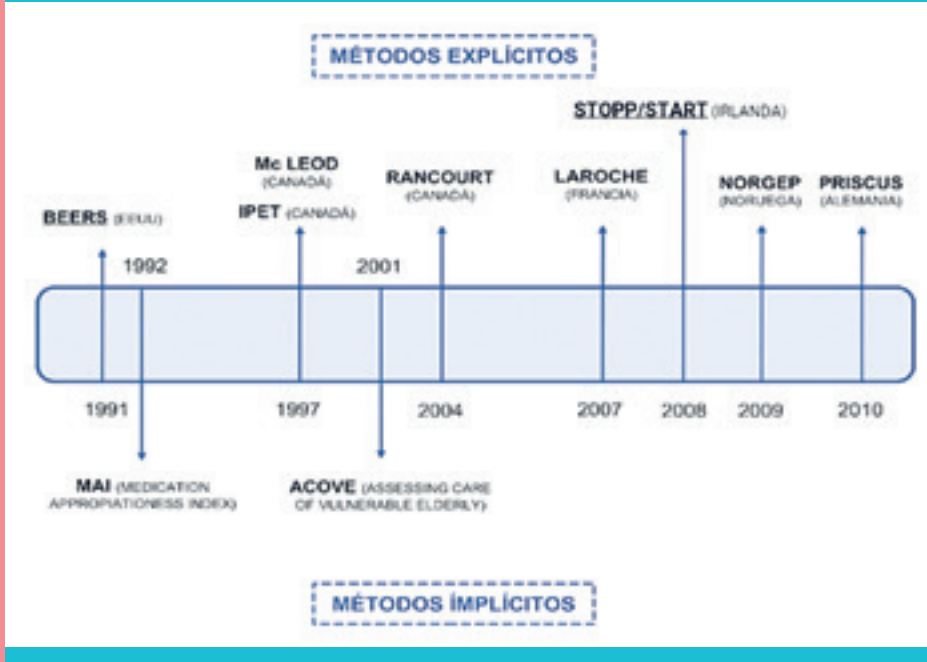 MÉTODOS EXPLÍCITOS
STOPP/START (IRLANDA)
Mc LEOD
(CANADÁ)
IPET (CANADÁ)
RANCOURT
(CANADÁ)
LAROCHE
(FRANCIA)
NORGEP
(NORUEGA)
PRISCUS
(ALEMANIA)
BEERS (EEUU)
1992
2001
1991
1997
2004
2007
2008
2009
2010
MAI (MEDICATION
APPROPIATIONESS INDEX)
ACOVE (ASSESSING CARE
OF VULNERABLE ELDERLY)
MÉTODOS ÍMPLÍCITOS